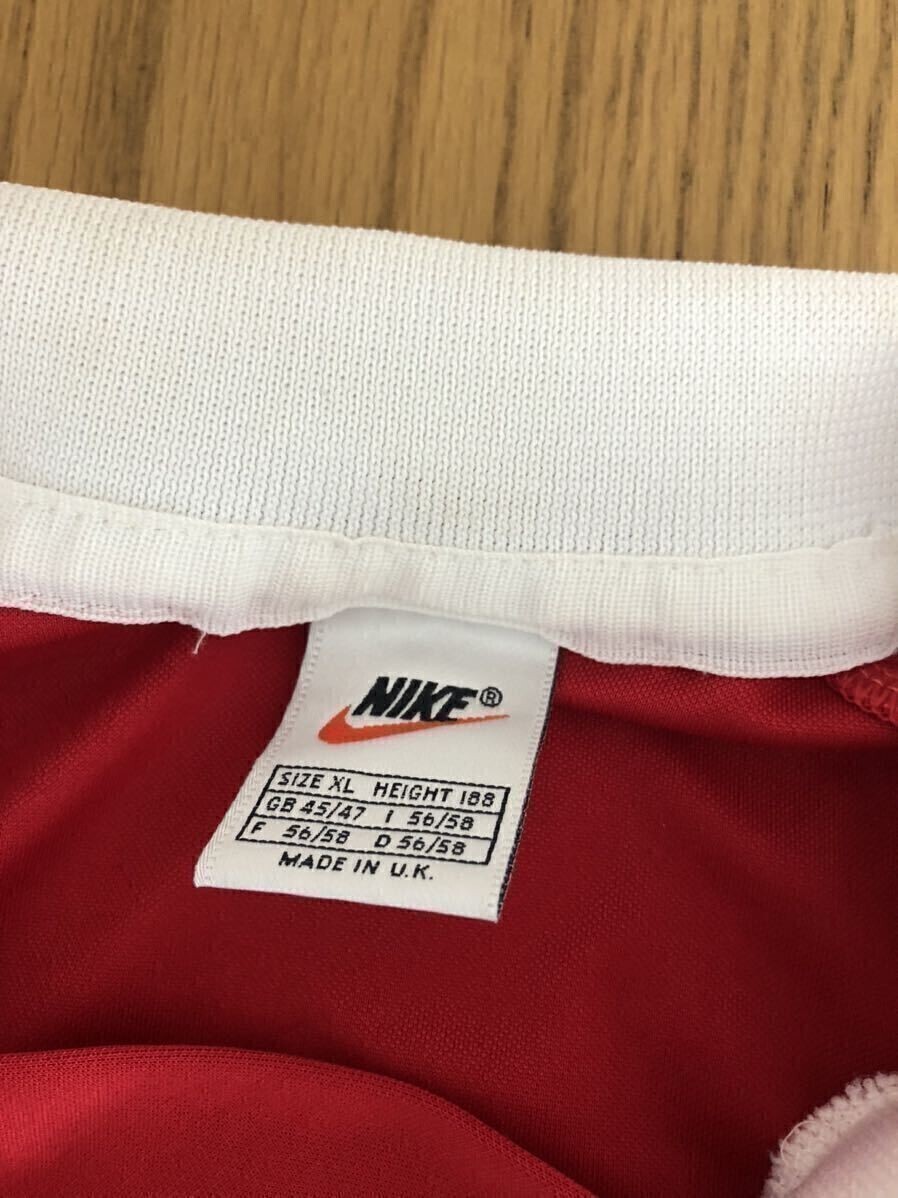 NIKE®
SIZE XL HEIGHT 188
GB 45/47 I 56/58
F 56/58 D 56/58
MADE IN U.K.